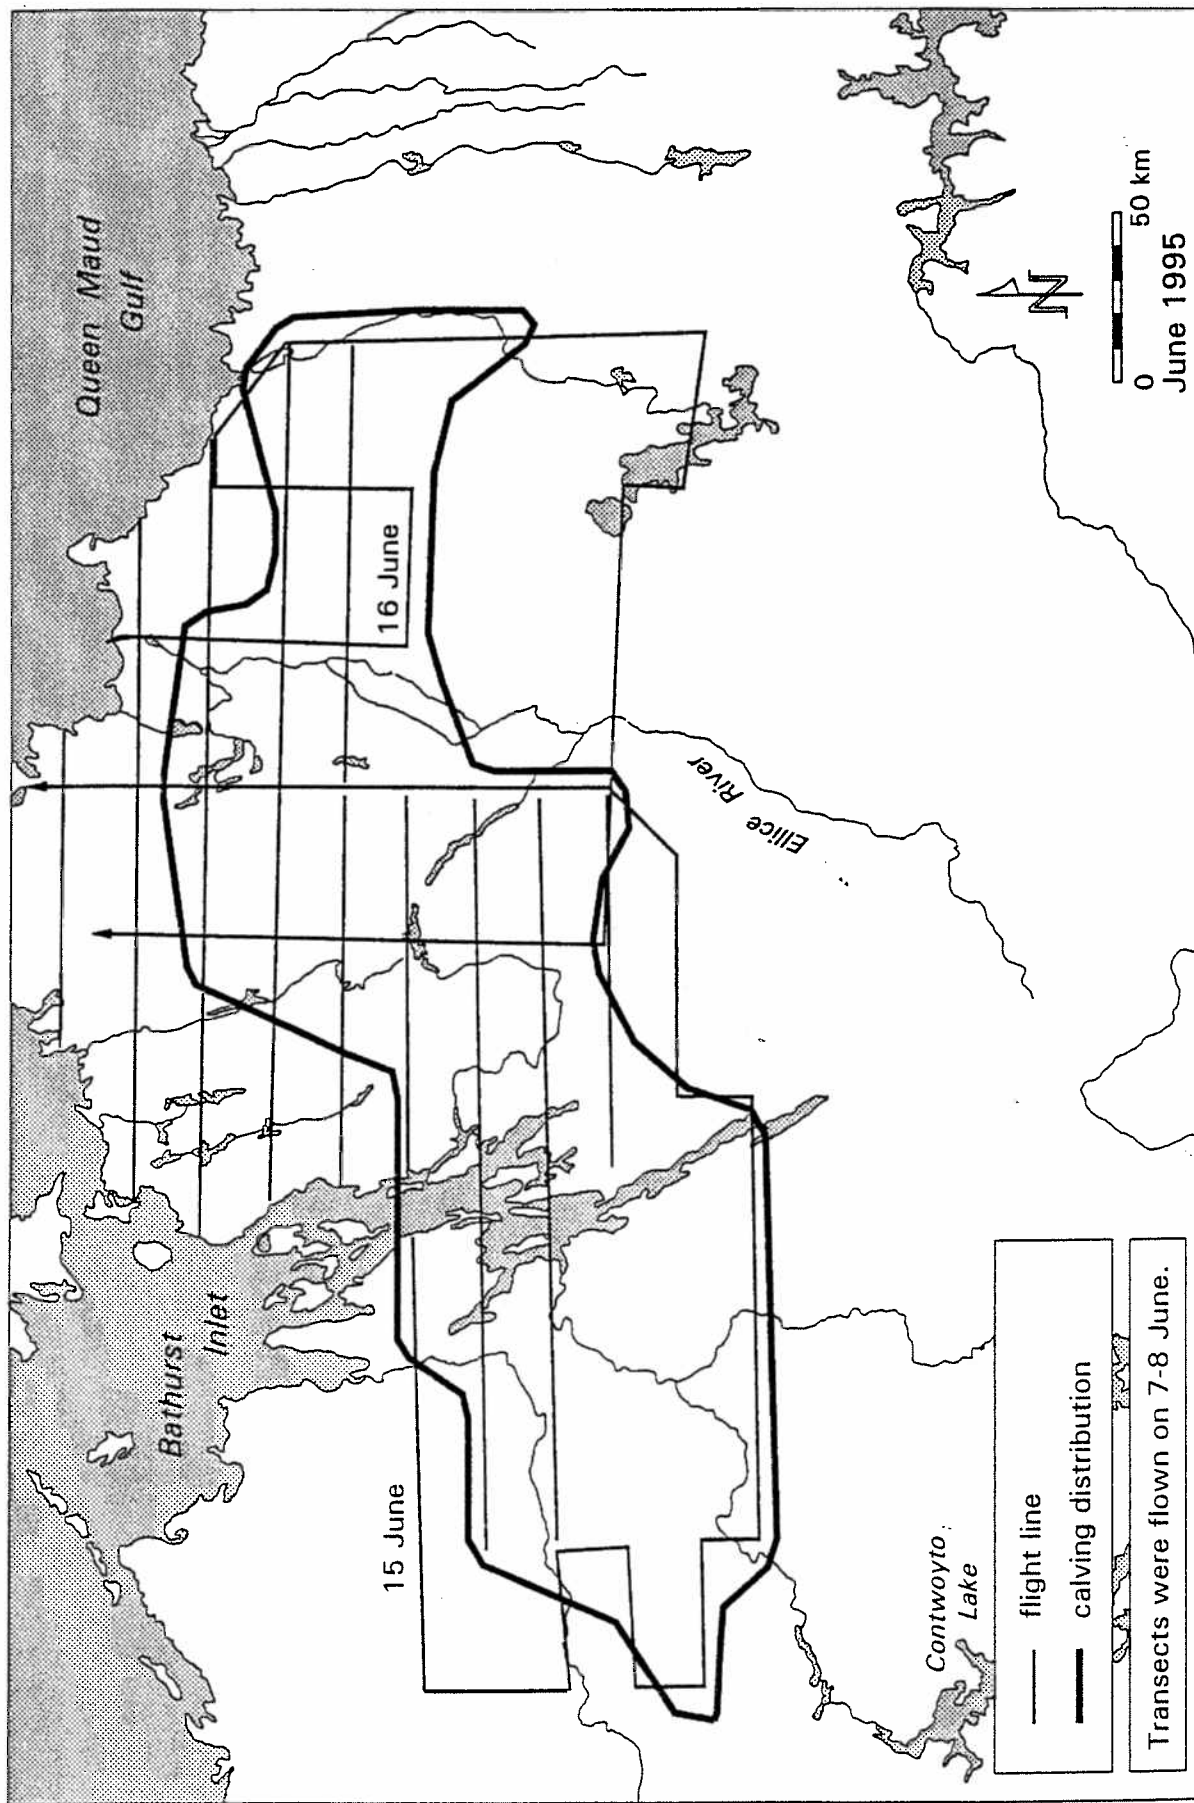 Queen Maud
Gulf
Bathurst
Inlet
15 June
16 June
Ellice River
Contwoyto
Lake
flight line
calving distribution
Transects were flown on 7-8 June.
N
0 50 km
June 1995